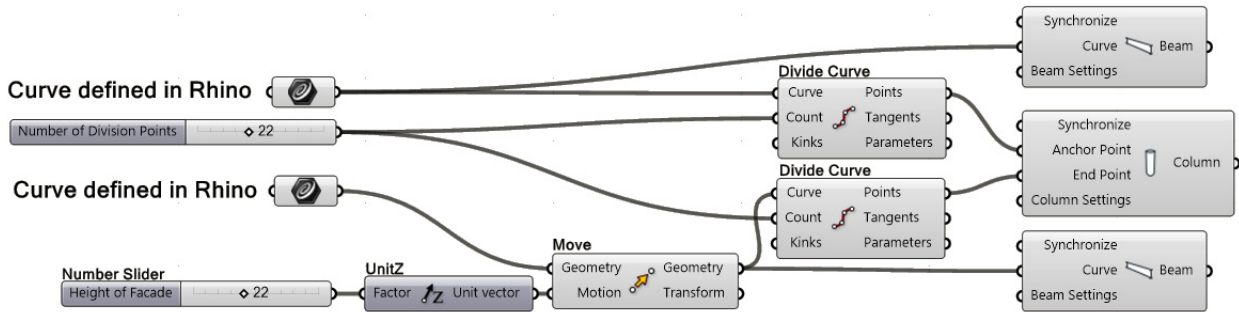 Synchronize
Curve Beam
Beam Settings
Curve defined in Rhino
Number of Division Points 22
Divide Curve
Curve Points
Count Tangents
Kinks Parameters
Synchronize
Anchor Point
End Point
Column
Column Settings
Curve defined in Rhino
Divide Curve
Curve Points
Count Tangents
Kinks Parameters
Number Slider
Height of Facade 22
UnitZ
Factor Z Unit vector
Move
Geometry Geometry
Motion Transform
Synchronize
Curve Beam
Beam Settings